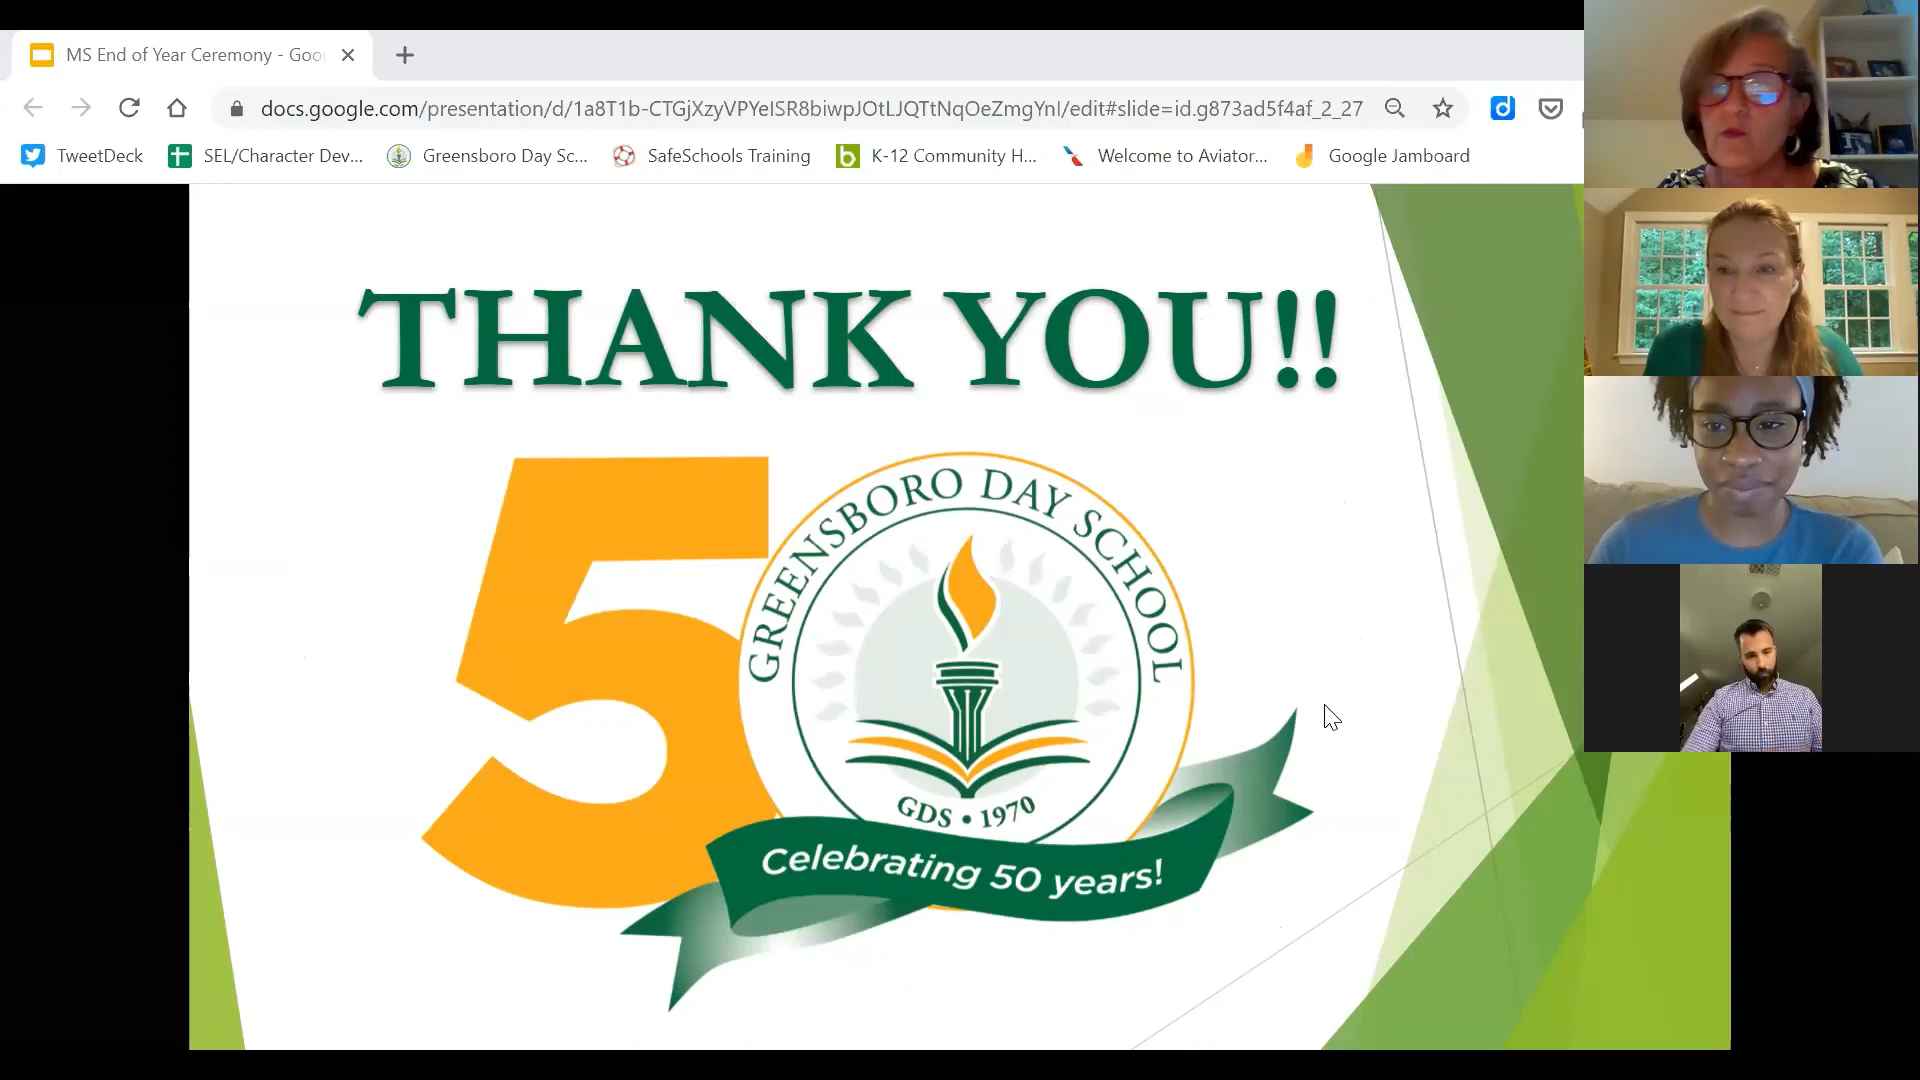 MS End of Year Ceremony - Goo
docs.google.com/presentation/d/1a8T1b-CTGjXzyVPYeISR8biwpJOtLJQTtNqOeZmgYnI/edit#slide=id.g873ad5f4af_2_27
TweetDeck
SEL/Character Dev...
Greensboro Day Sc...
SafeSchools Training
K-12 Community H...
Welcome to Aviator...
Google Jamboard
THANK YOU!!
50
GREENSBORO DAY SCHOOL
GDS • 1970
Celebrating 50 years!